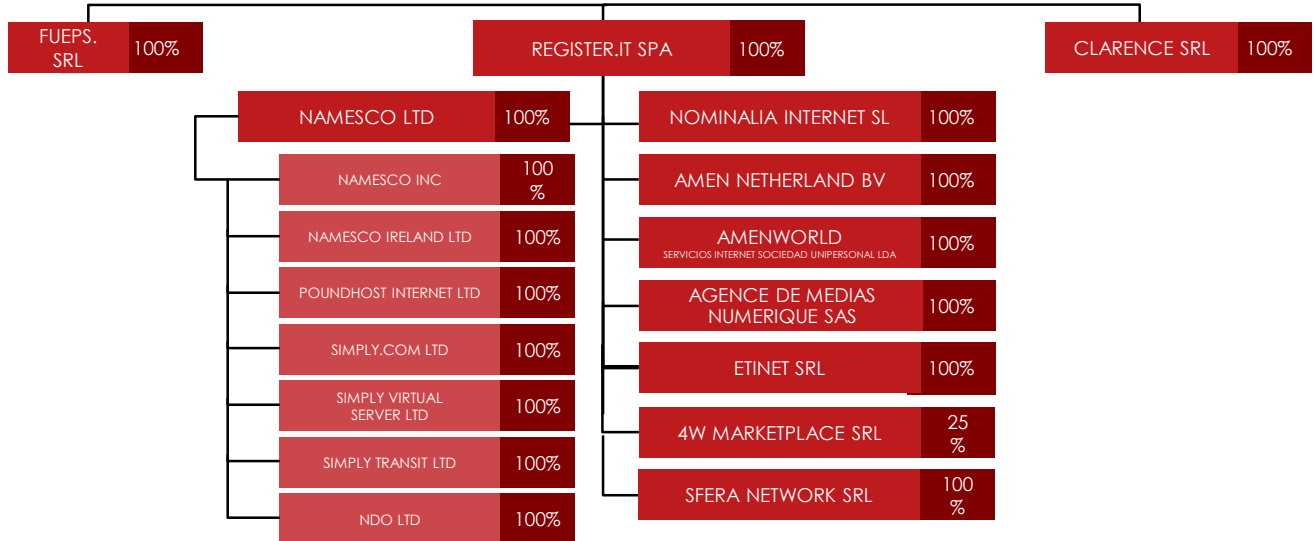 FUEPS.
SRL
100%
REGISTER.IT SPA
100%
CLARENCE SRL
100%
NAMESCO LTD
100%
NAMESCO INC
100
%
NAMESCO IRELAND LTD
100%
POUNDHOST INTERNET LTD
100%
SIMPLY.COM LTD
100%
SIMPLY VIRTUAL
SERVER LTD
100%
SIMPLY TRANSIT LTD
100%
NDO LTD
100%
NOMINALIA INTERNET SL
100%
AMEN NETHERLAND BV
100%
AMENWORLD
SERVICIOS INTERNET SOCIEDAD UNIPERSONAL LDA
100%
AGENCE DE MEDIAS
NUMERIQUE SAS
100%
ETINET SRL
100%
4W MARKETPLACE SRL
25
%
SFERA NETWORK SRL
100
%